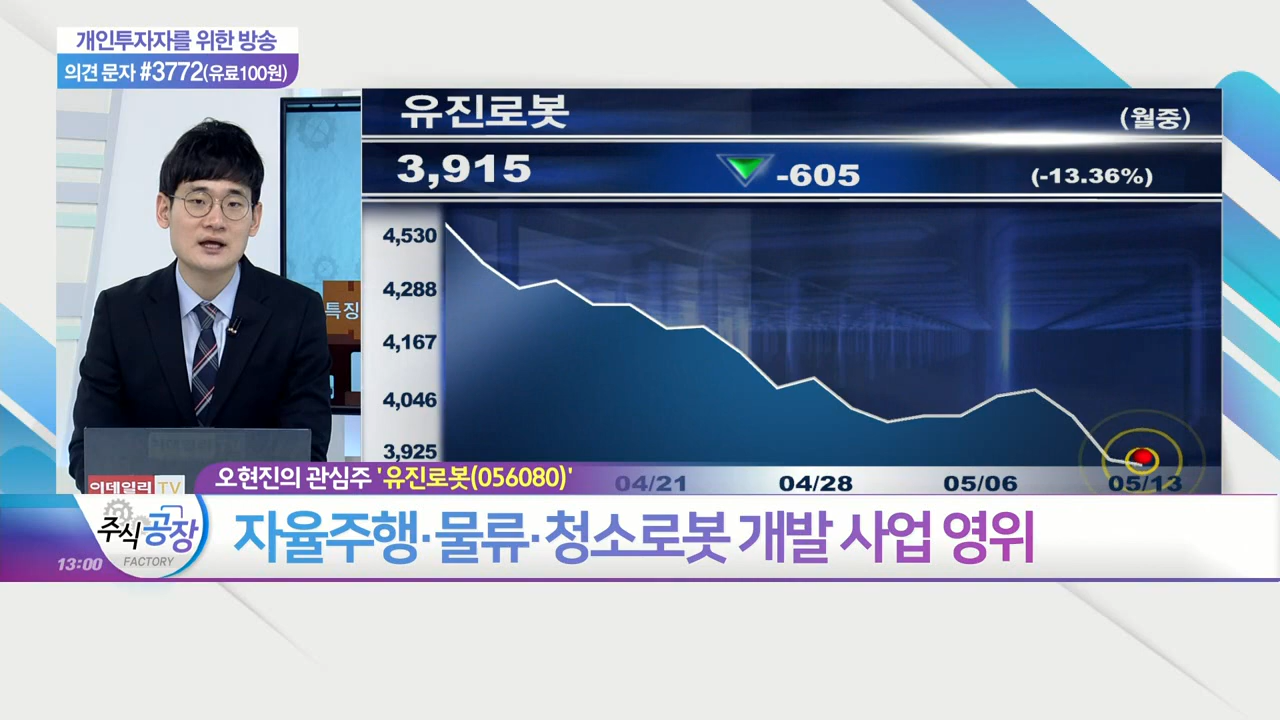 개인투자자를 위한 방송
의견 문자 #3772(유료100원)
유진로봇
(월중)
3,915
-605
(-13.36%)
4,530
4,288
4,167
4,046
3,925
특징
04/21
04/28
05/06
05/13
오현진의 관심주 '유진로봇(056080)'
이데일리 TV
주식공장
FACTORY
13:00
자율주행·물류·청소로봇 개발 사업 영위